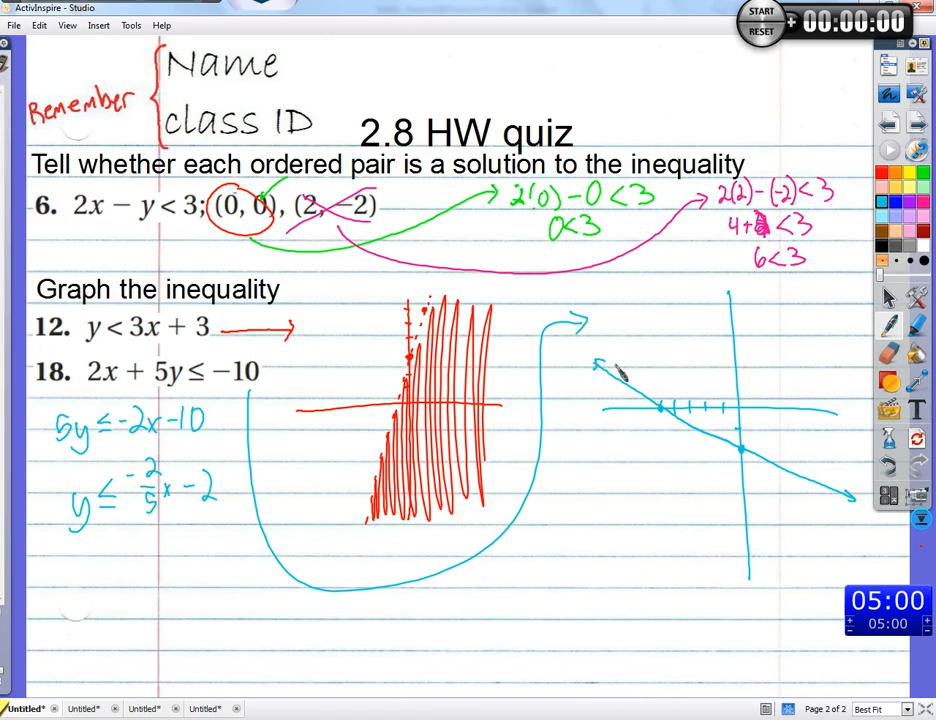 ActivInspire - Studio
File Edit View Insert Tools Help
START
RESET
+ 00:00:00
Remember
Name
class ID
2.8 HW quiz
Tell whether each ordered pair is a solution to the inequality
6. 2x − y < 3; (0, 0), (2, −2)
2(0) − 0 < 3
0<3
2(2) − (-2) < 3
4+ < 3
6<3
Graph the inequality
12. y < 3x + 3
18. 2x + 5y ≤ −10
5y ≤ -2x -10
y ≤ -2/5 x -2
T
05:00
05:00
Untitled* Untitled* Untitled* Untitled*
Page 2 of 2 Best Fit